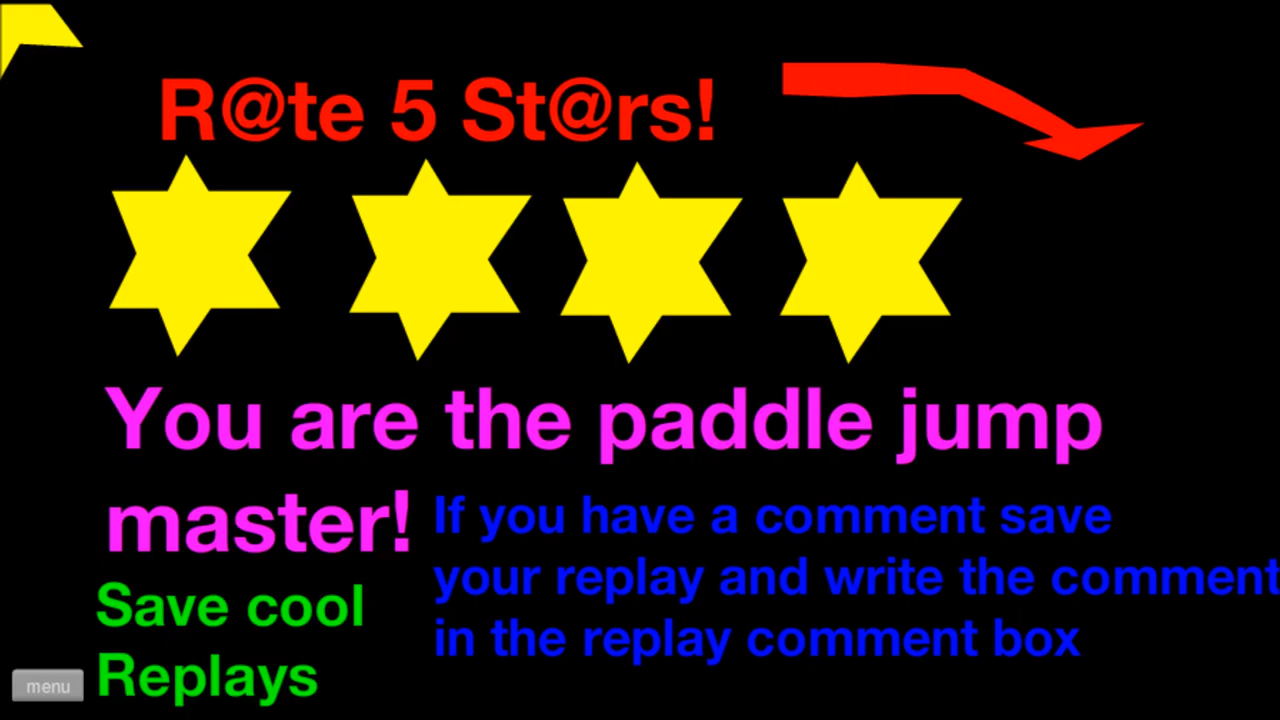 R@te 5 St@rs!
You are the paddle jump
master!
If you have a comment save
your replay and write the comment
in the replay comment box
Save cool
Replays
menu